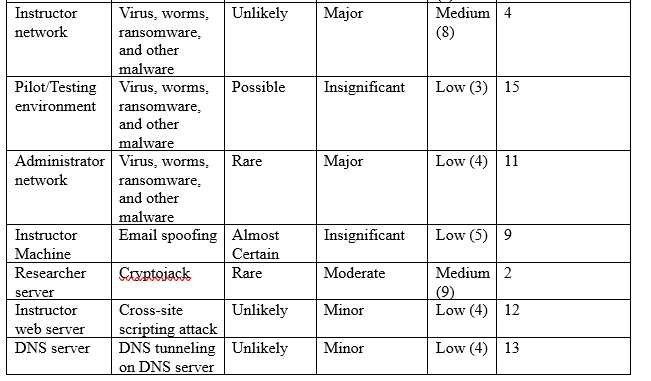 Instructor network | Virus, worms, ransomware, and other malware | Unlikely | Major | Medium (8) | 4
Pilot/Testing environment | Virus, worms, ransomware, and other malware | Possible | Insignificant | Low (3) | 15
Administrator network | Virus, worms, ransomware, and other malware | Rare | Major | Low (4) | 11
Instructor Machine | Email spoofing | Almost Certain | Insignificant | Low (5) | 9
Researcher server | Cryptojack | Rare | Moderate | Medium (9) | 2
Instructor web server | Cross-site scripting attack | Unlikely | Minor | Low (4) | 12
DNS server | DNS tunneling on DNS server | Unlikely | Minor | Low (4) | 13